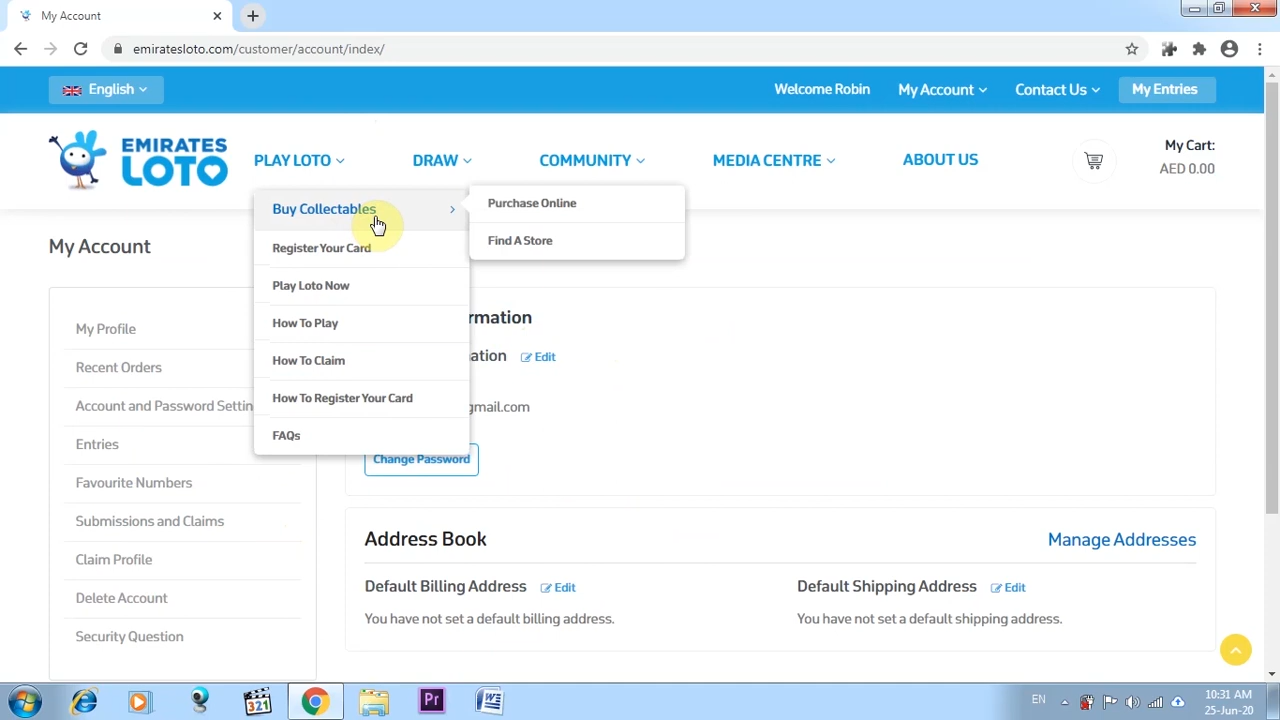 My Account
emiratesloto.com/customer/account/index/
English
Welcome Robin
My Account
Contact Us
My Entries
EMIRATES
LOTO
PLAY LOTO
DRAW
COMMUNITY
MEDIA CENTRE
ABOUT US
My Cart:
AED 0.00
Buy Collectables
Purchase Online
Find A Store
Register Your Card
Play Loto Now
How To Play
How To Claim
How To Register Your Card
FAQs
My Account
My Profile
Recent Orders
Account and Password Settin
Entries
Favourite Numbers
Submissions and Claims
Claim Profile
Delete Account
Security Question
rmation
ation
Edit
gmail.com
Change Password
Address Book
Manage Addresses
Default Billing Address
Edit
You have not set a default billing address.
Default Shipping Address
Edit
You have not set a default shipping address.
321
Pr
W
EN
10:31 AM
25-Jun-20